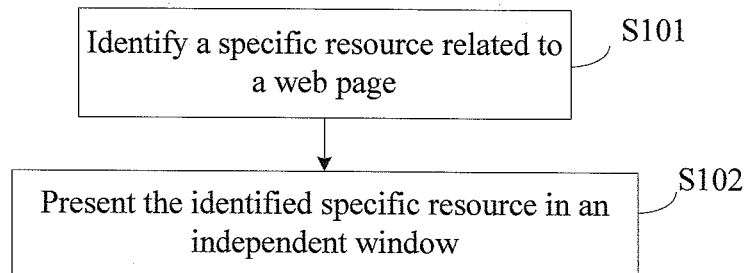 Identify a specific resource related to
a web page
S101
Present the identified specific resource in an
independent window
S102